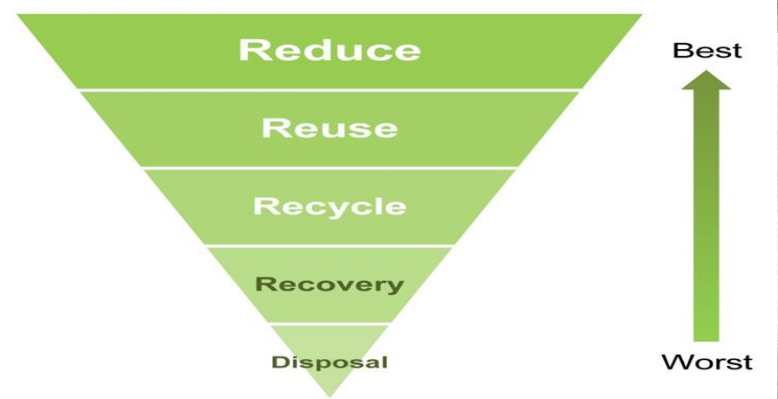 Reduce
Best
Reuse
Recycle
Recovery
Disposal
Worst